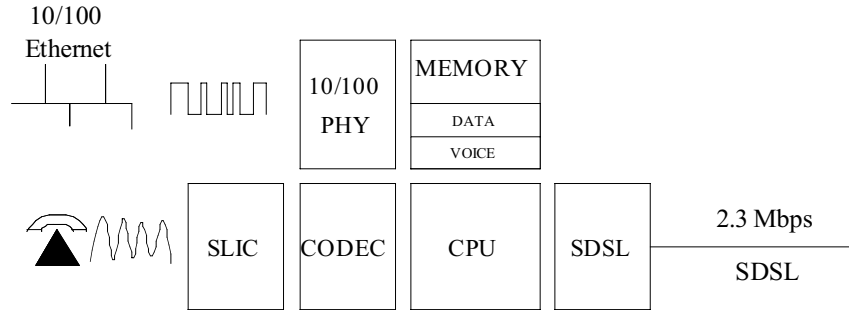 10/100
Ethernet
10/100
PHY
MEMORY
DATA
VOICE
SLIC
CODEC
CPU
SDSL
2.3 Mbps
SDSL